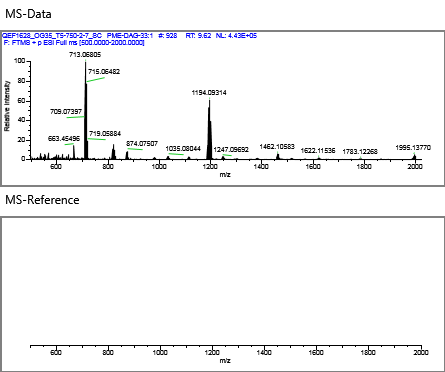 MS-Data
QEF1628_OG35_T5-750-2-7_8C PME-DAG-33:1 #: 928 RT: 9.62 NL: 4.43E+05
F: FTMS + p ESI Full ms [500.0000-2000.0000]
713.06805
100
715.06482
80
1194.09314
60
709.07397
40
663.45496
719.05884
874.07507
20
1035.08044
1247.09692
1462.10583
1622.11536
1783.12268
1995.13770
0
Relative Intensity
600 800 1000 1200 1400 1600 1800 2000
m/z
MS-Reference
600 800 1000 1200 1400 1600 1800 2000
m/z